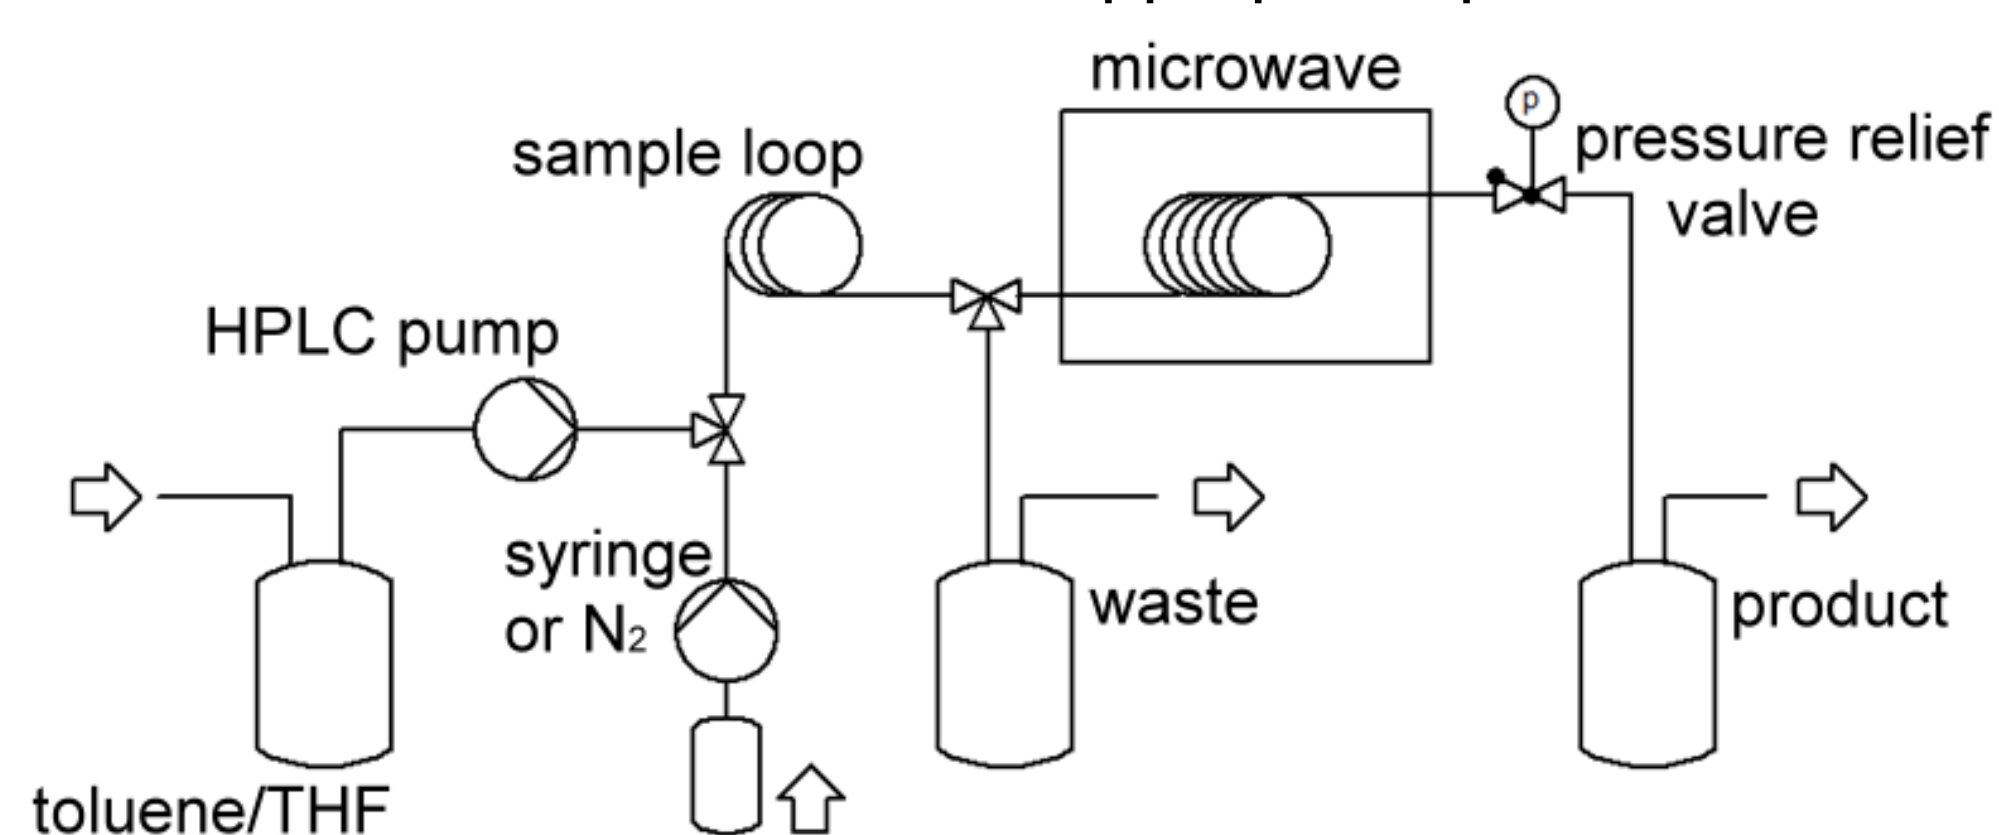 microwave
p
pressure relief
valve
sample loop
HPLC pump
syringe
or N₂
waste
product
toluene/THF